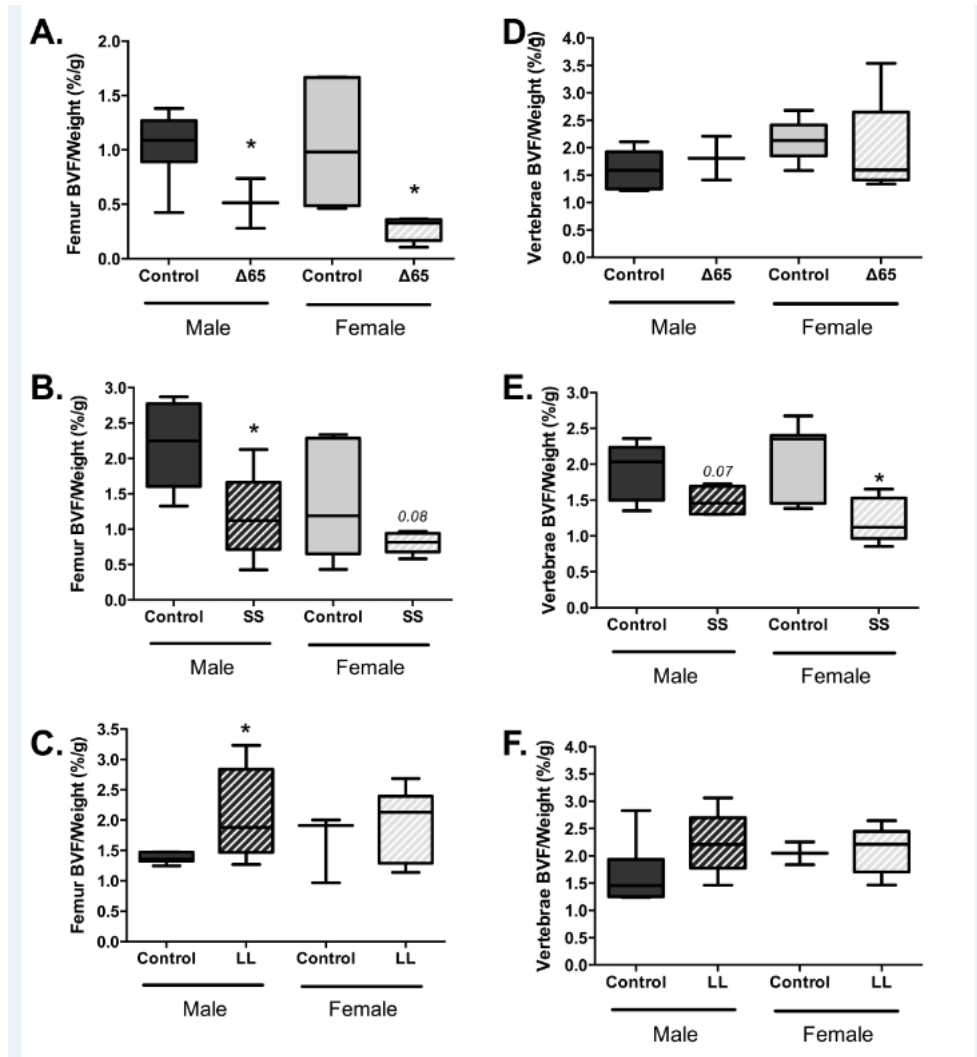 A.
Femur BVF/Weight (%/g)
2.0
1.5
1.0
0.5
0.0
*
*
Control Δ65 Control Δ65
Male Female
D.
Vertebrae BVF/Weight (%/g)
4.0
3.5
3.0
2.5
2.0
1.5
1.0
0.5
0.0
Control Δ65 Control Δ65
Male Female
B.
Femur BVF/Weight (%/g)
3.0
2.5
2.0
1.5
1.0
0.5
0.0
*
0.08
Control SS Control SS
Male Female
E.
Vertebrae BVF/Weight (%/g)
3.0
2.5
2.0
1.5
1.0
0.5
0.0
0.07
*
Control SS Control SS
Male Female
C.
Femur BVF/Weight (%/g)
3.5
3.0
2.5
2.0
1.5
1.0
0.5
0.0
*
Control LL Control LL
Male Female
F.
Vertebrae BVF/Weight (%/g)
4.0
3.5
3.0
2.5
2.0
1.5
1.0
0.5
0.0
Control LL Control LL
Male Female